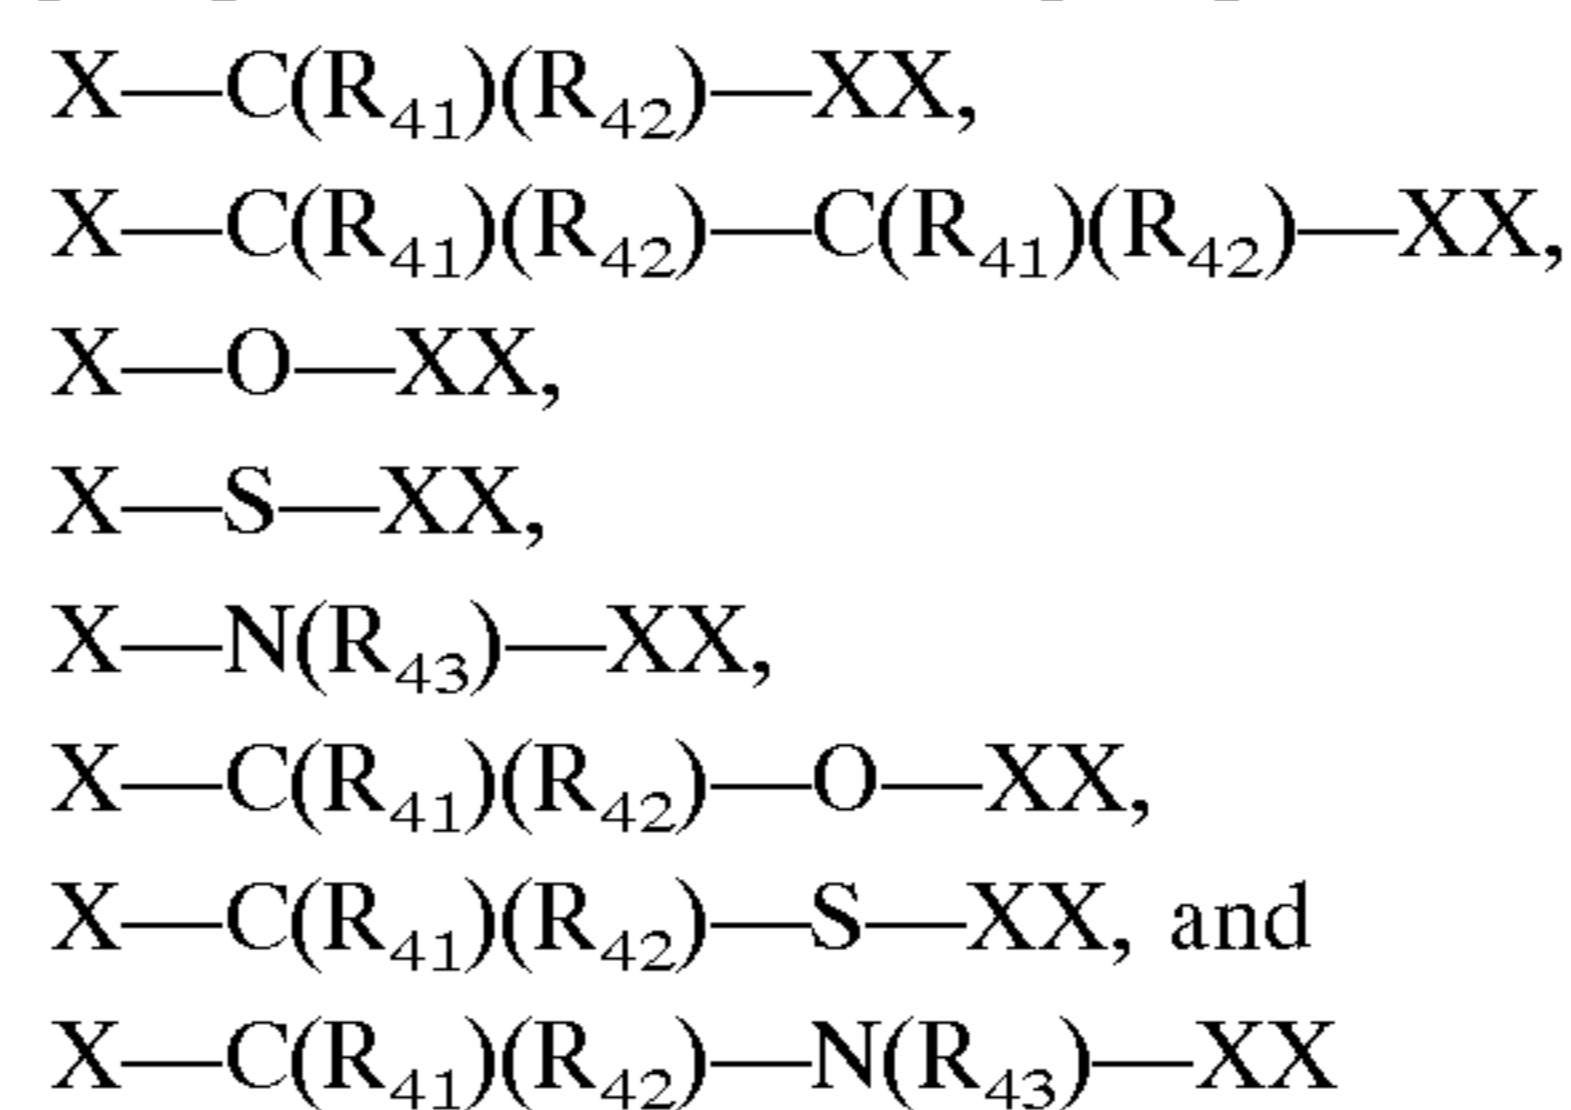 X—C(R₄₁)(R₄₂)—XX,
X—C(R₄₁)(R₄₂)—C(R₄₁)(R₄₂)—XX,
X—O—XX,
X—S—XX,
X—N(R₄₃)—XX,
X—C(R₄₁)(R₄₂)—O—XX,
X—C(R₄₁)(R₄₂)—S—XX, and
X—C(R₄₁)(R₄₂)—N(R₄₃)—XX